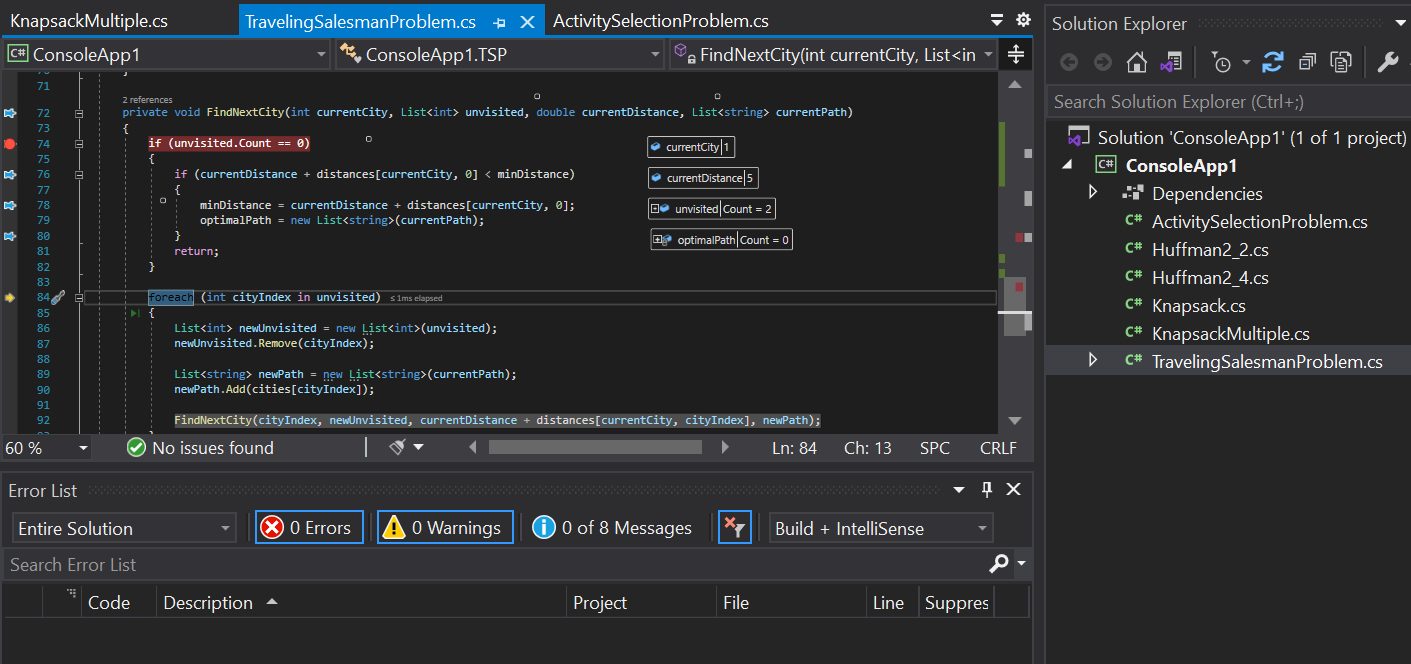 KnapsackMultiple.cs TravelingSalesmanProblem.cs ActivitySelectionProblem.cs
C# ConsoleApp1 ConsoleApp1.TSP FindNextCity(int currentCity, List<in
71
2 references
72 private void FindNextCity(int currentCity, List<int> unvisited, double currentDistance, List<string> currentPath)
73 {
74 if (unvisited.Count == 0) currentCity 1
75 {
76 if (currentDistance + distances[currentCity, 0] < minDistance) currentDistance 5
77 {
78 minDistance = currentDistance + distances[currentCity, 0]; unvisited Count = 2
79 optimalPath = new List<string>(currentPath);
80 } optimalPath Count = 0
81 return;
82 }
83
84 foreach (int cityIndex in unvisited) ≤ 1ms elapsed
85 {
86 List<int> newUnvisited = new List<int>(unvisited);
87 newUnvisited.Remove(cityIndex);
88
89 List<string> newPath = new List<string>(currentPath);
90 newPath.Add(cities[cityIndex]);
91
92 FindNextCity(cityIndex, newUnvisited, currentDistance + distances[currentCity, cityIndex], newPath);
60 % No issues found Ln: 84 Ch: 13 SPC CRLF
Error List
Entire Solution 0 Errors 0 Warnings 0 of 8 Messages Build + IntelliSense
Search Error List
Code Description Project File Line Suppres
Solution Explorer
Search Solution Explorer (Ctrl+;)
Solution 'ConsoleApp1' (1 of 1 project)
C# ConsoleApp1
Dependencies
C# ActivitySelectionProblem.cs
C# Huffman2_2.cs
C# Huffman2_4.cs
C# Knapsack.cs
C# KnapsackMultiple.cs
C# TravelingSalesmanProblem.cs